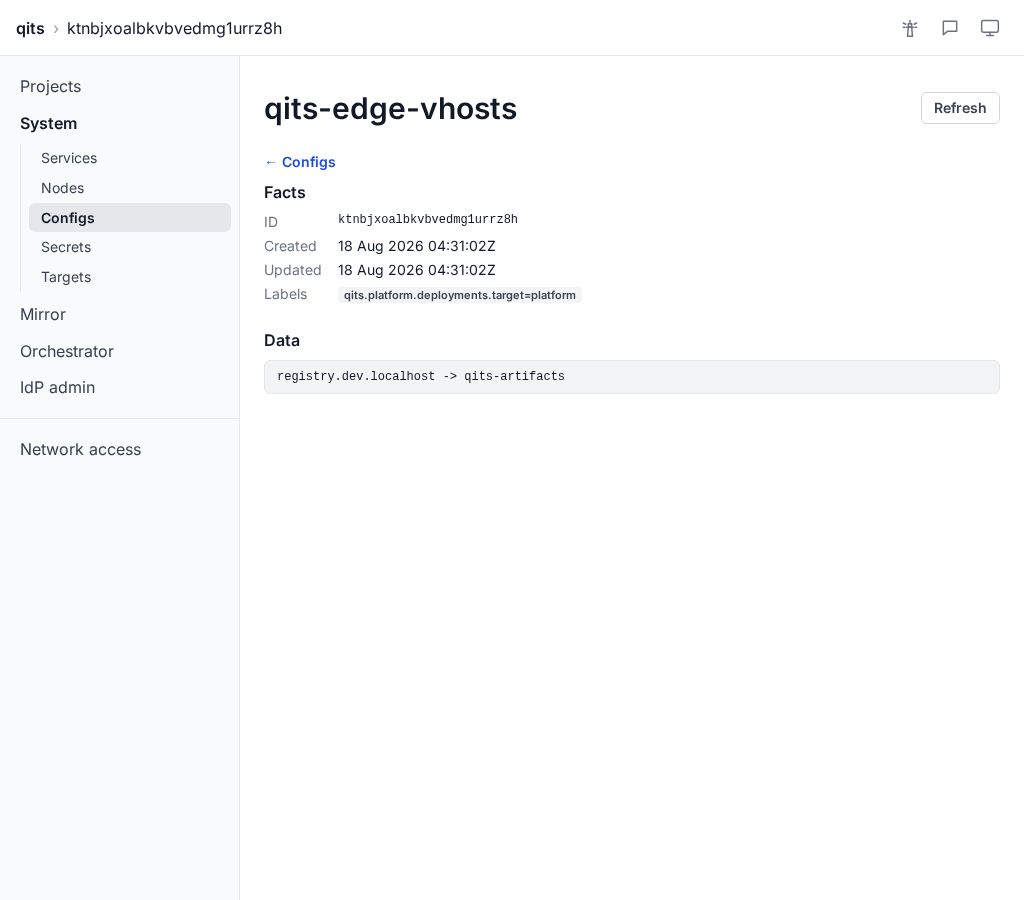 qits › ktnbjxoalbkvbvedmg1urrz8h
Projects
System
Services
Nodes
Configs
Secrets
Targets
Mirror
Orchestrator
IdP admin
Network access
qits-edge-vhosts
Refresh
← Configs
Facts
ID ktnbjxoalbkvbvedmg1urrz8h
Created 18 Aug 2026 04:31:02Z
Updated 18 Aug 2026 04:31:02Z
Labels qits.platform.deployments.target=platform
Data
registry.dev.localhost -> qits-artifacts